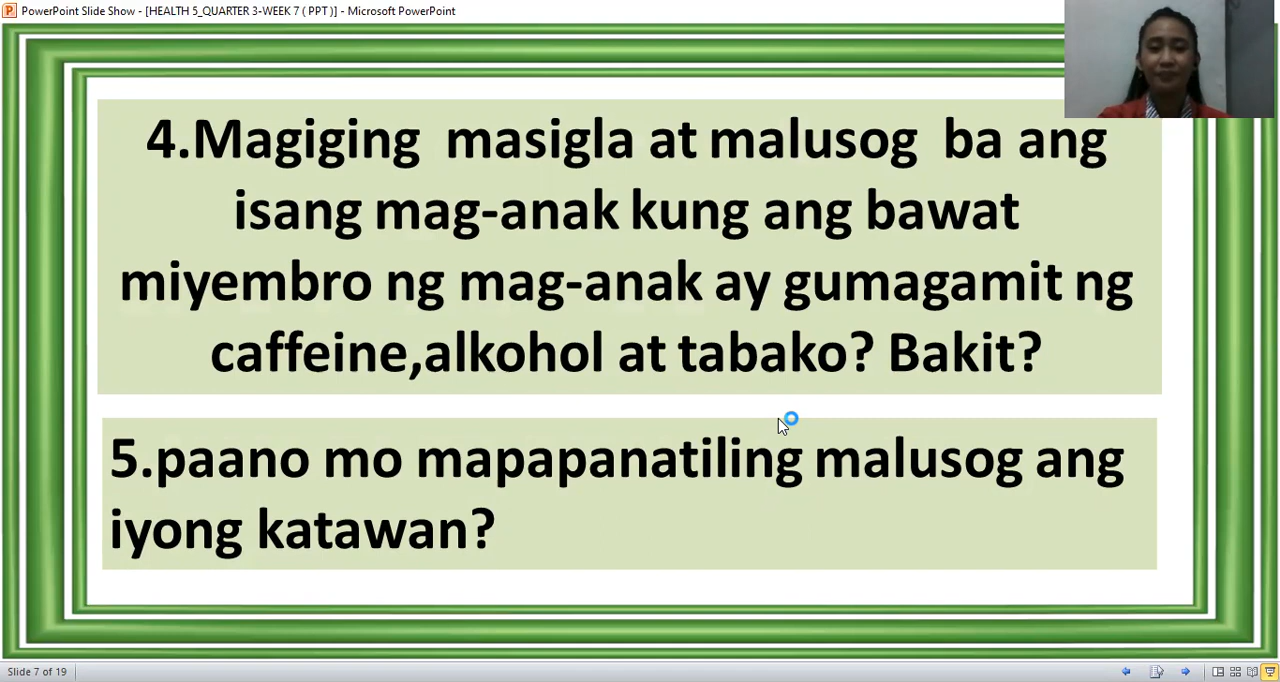 PowerPoint Slide Show - [HEALTH 5_QUARTER 3-WEEK 7 ( PPT )] - Microsoft PowerPoint
4.Magiging masigla at malusog ba ang
isang mag-anak kung ang bawat
miyembro ng mag-anak ay gumagamit ng
caffeine,alkohol at tabako? Bakit?
5.paano mo mapapanatiling malusog ang
iyong katawan?
Slide 7 of 19